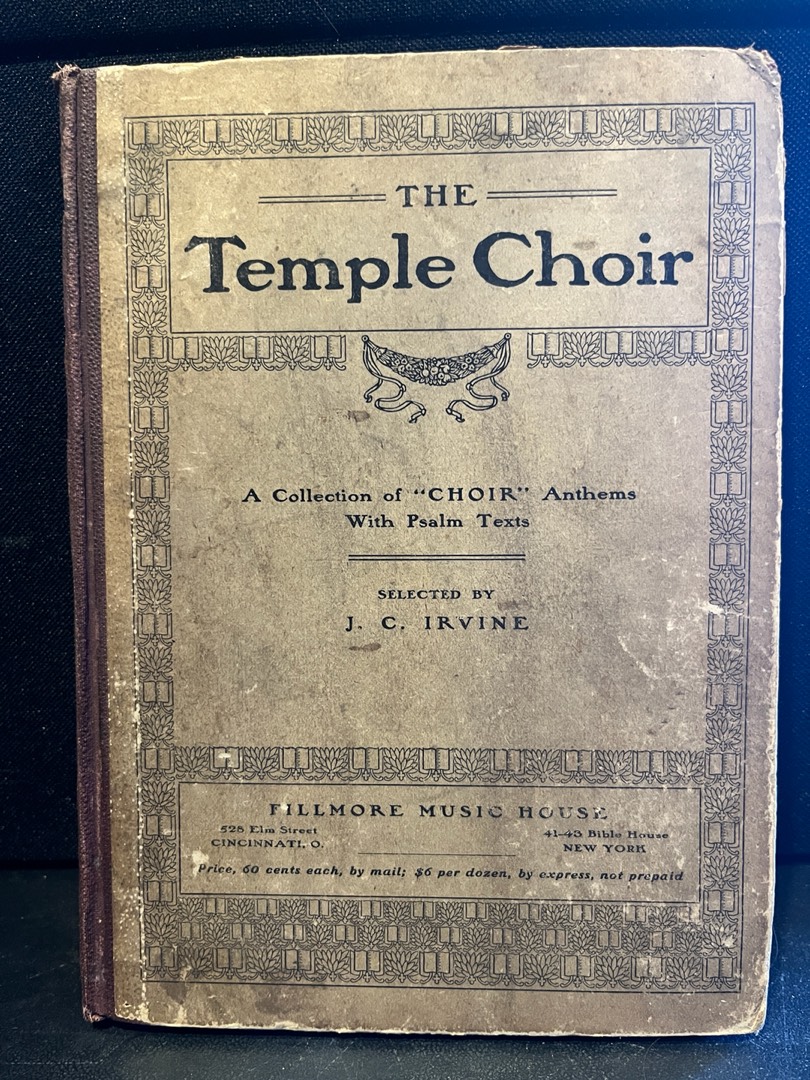 THE
Temple Choir
A Collection of "CHOIR" Anthems
With Psalm Texts
SELECTED BY
J. C. IRVINE
FILLMORE MUSIC HOUSE
528 Elm Street
CINCINNATI, O.
41-43 Bible House
NEW YORK
Price, 60 cents each, by mail; $6 per dozen, by express, not prepaid